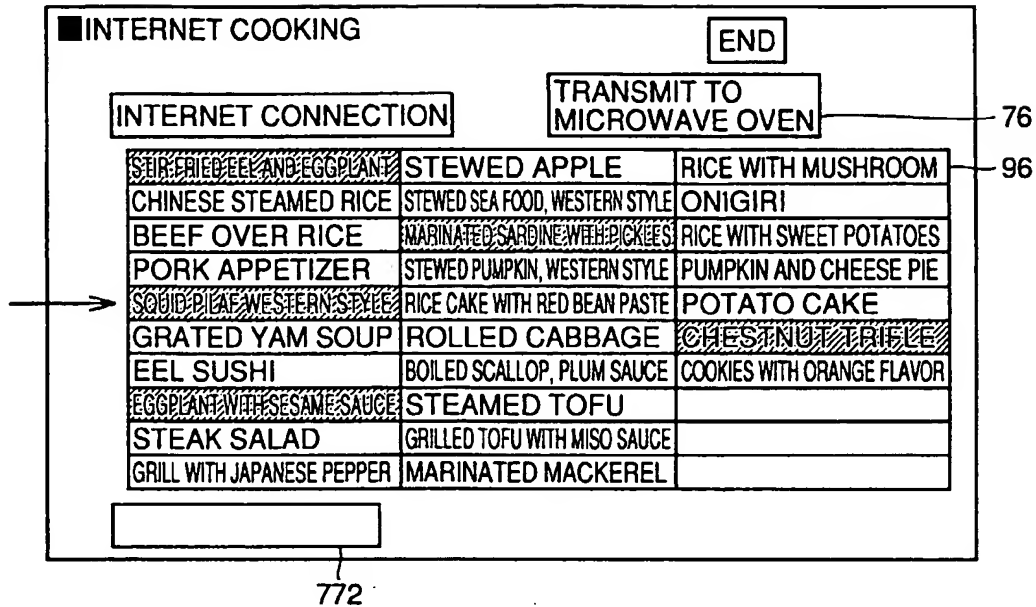 ■INTERNET COOKING
END
INTERNET CONNECTION
TRANSMIT TO
MICROWAVE OVEN
76
STIR-FRIED EEL AND EGGPLANT STEWED APPLE RICE WITH MUSHROOM
96
CHINESE STEAMED RICE STEWED SEA FOOD, WESTERN STYLE ON1GIRI
BEEF OVER RICE MARINATED SARDINE WITH PICKLES RICE WITH SWEET POTATOES
PORK APPETIZER STEWED PUMPKIN, WESTERN STYLE PUMPKIN AND CHEESE PIE
SQUID PILAF WESTERN STYLE RICE CAKE WITH RED BEAN PASTE POTATO CAKE
GRATED YAM SOUP ROLLED CABBAGE CHESTNUT TRIFLE
EEL SUSHI BOILED SCALLOP, PLUM SAUCE COOKIES WITH ORANGE FLAVOR
EGGPLANT WITH SESAME SAUCE STEAMED TOFU
STEAK SALAD GRILLED TOFU WITH MISO SAUCE
GRILL WITH JAPANESE PEPPER MARINATED MACKEREL
772